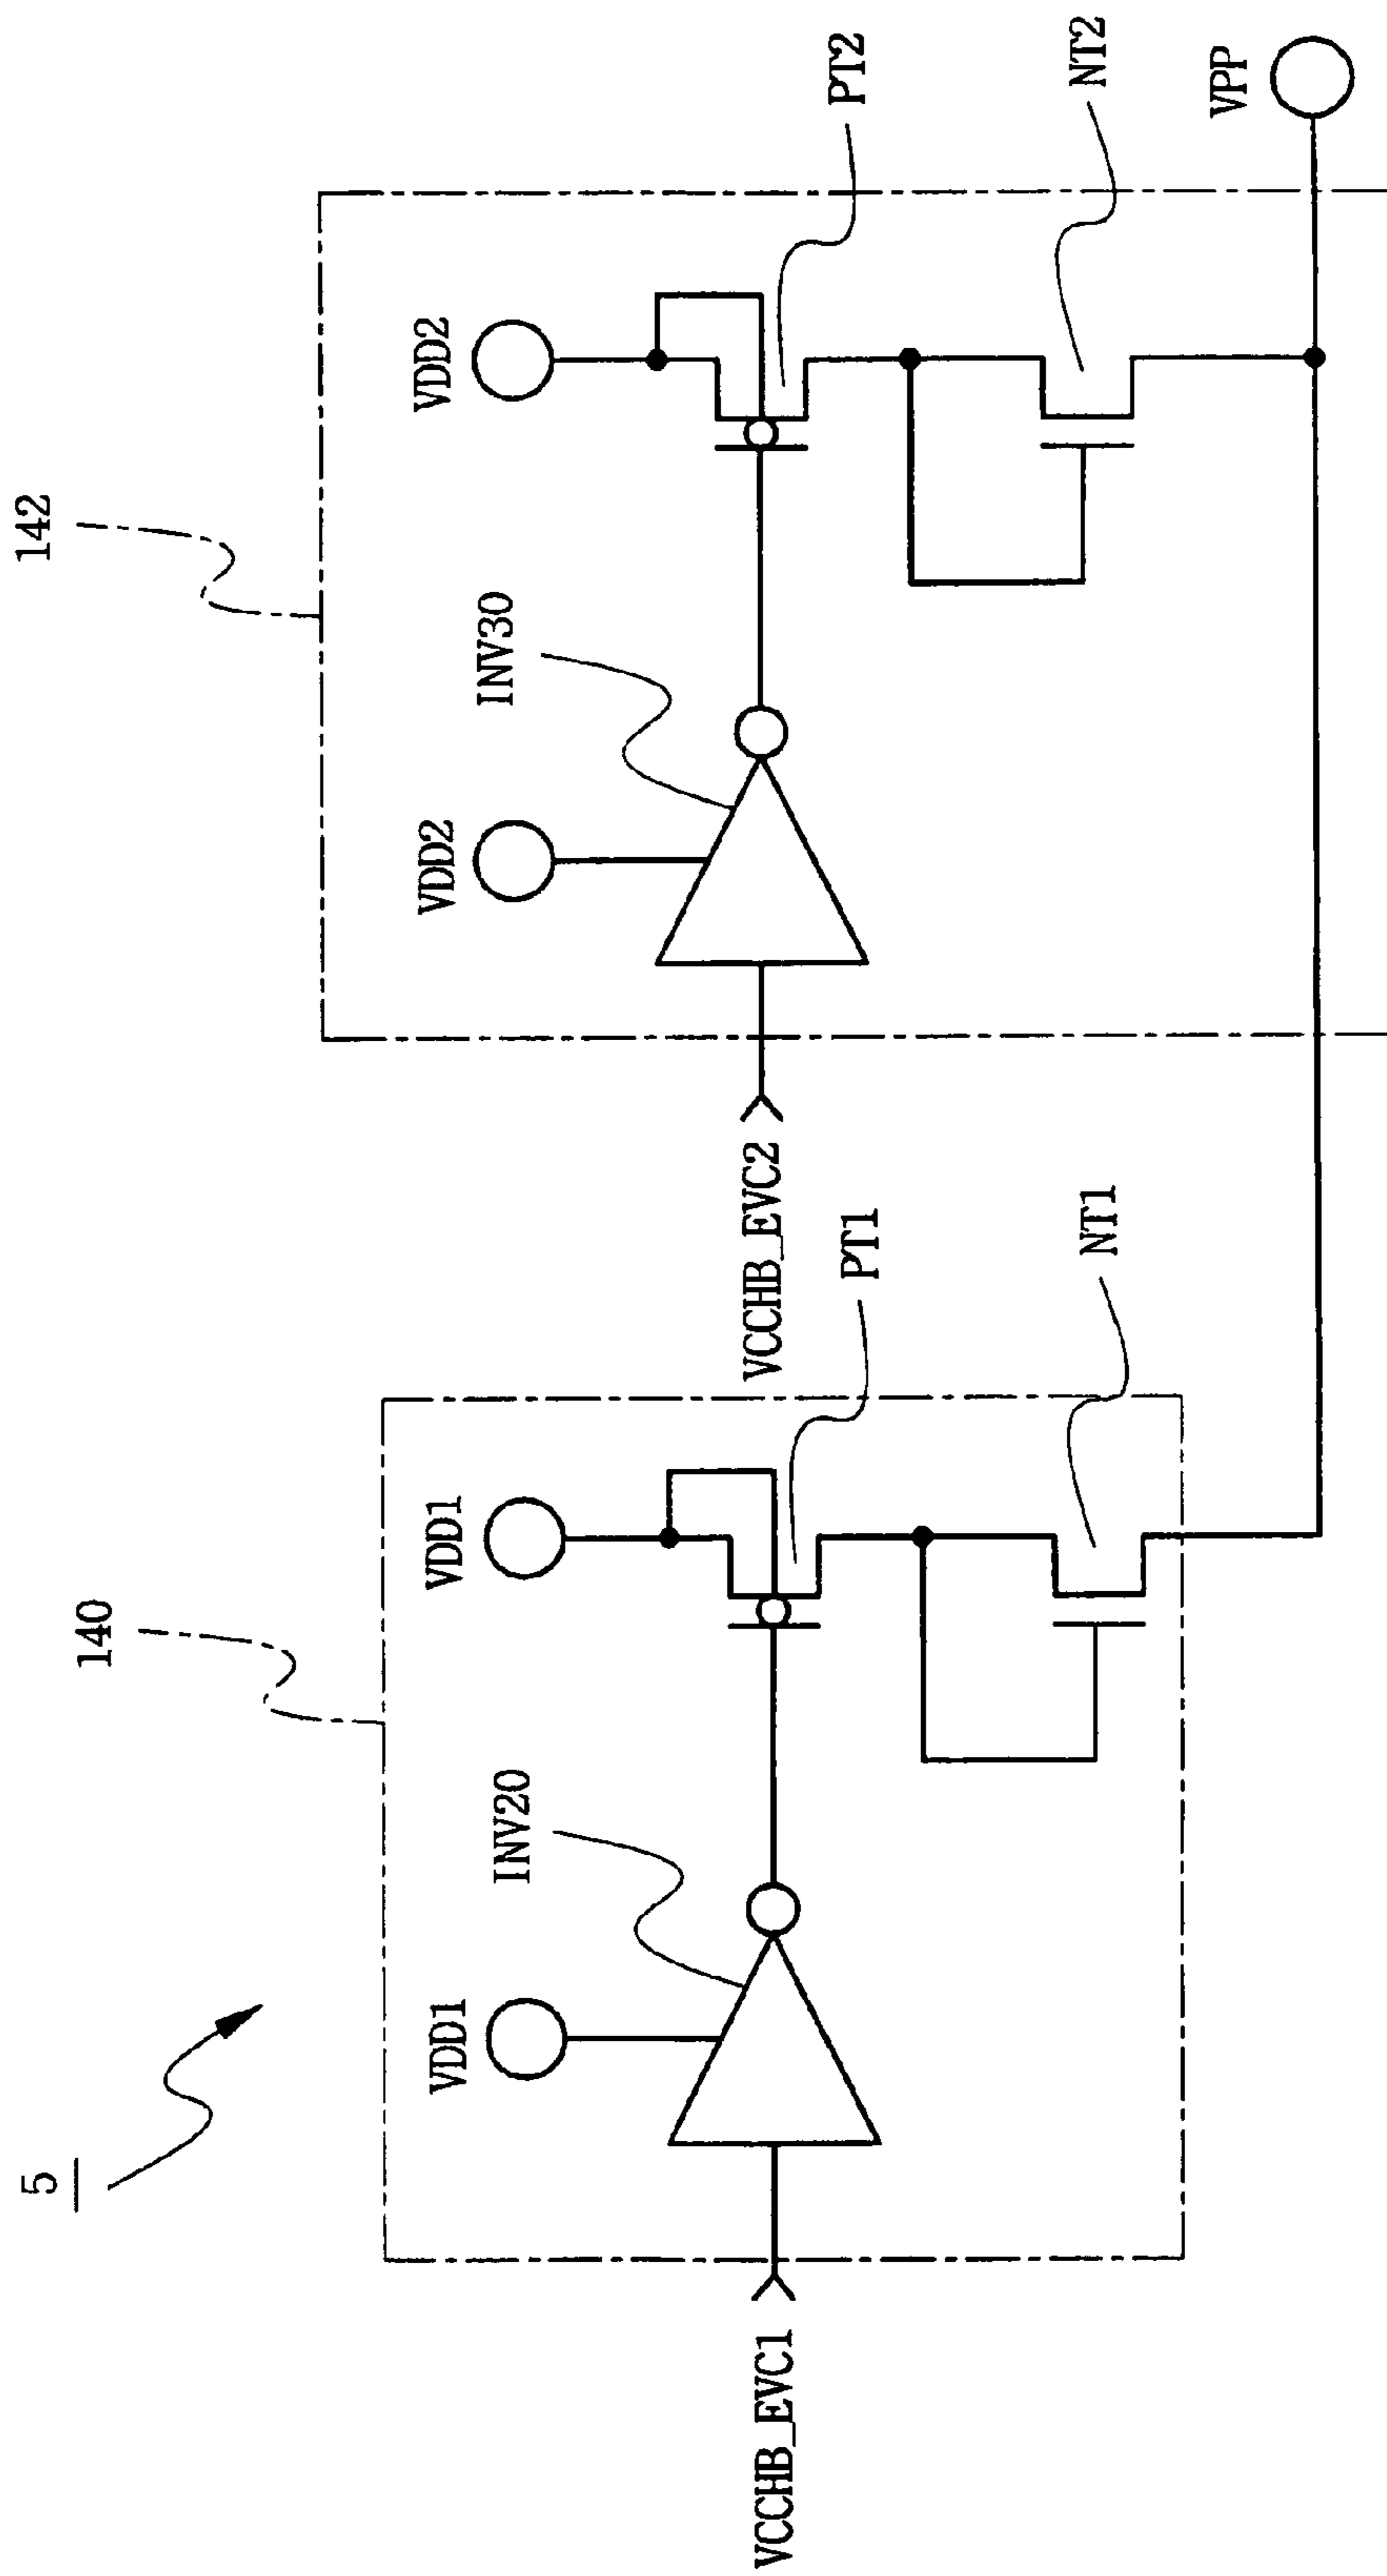 5
140
142
VDD1
VDD1
INV20
PT1
NT1
VCCHB_EVC1
VDD2
VDD2
INV30
PT2
NT2
VCCHB_EVC2
VPP